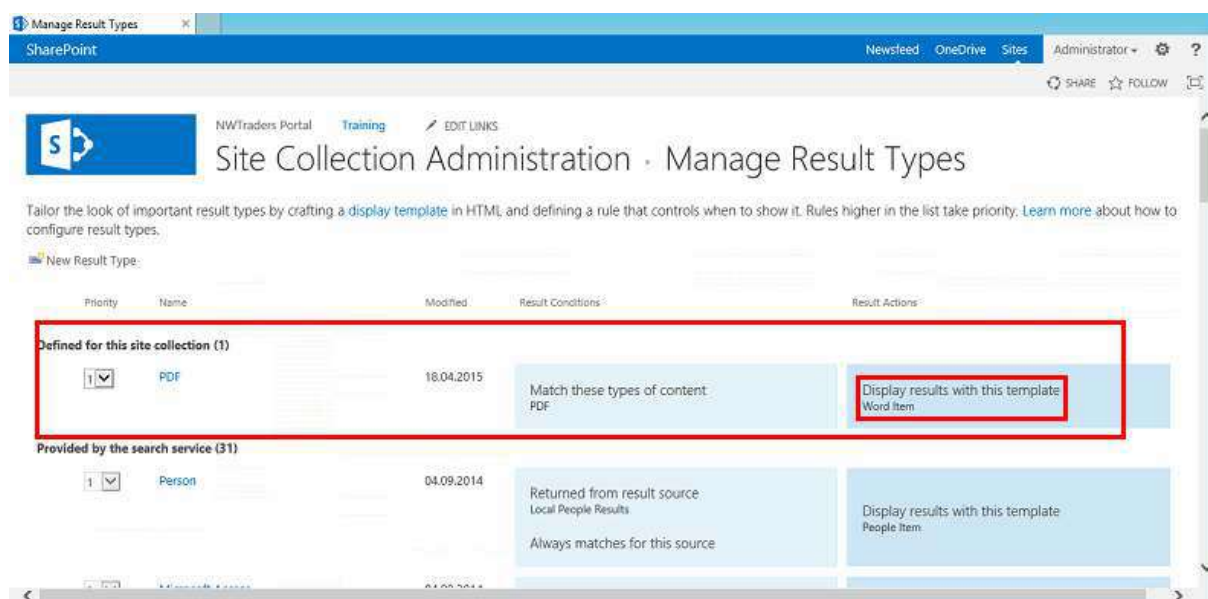 Manage Result Types
SharePoint
Newsfeed OneDrive Sites Administrator ?
SHARE FOLLOW
S
NWTraders Portal Training EDIT LINKS
Site Collection Administration · Manage Result Types
Tailor the look of important result types by crafting a display template in HTML and defining a rule that controls when to show it. Rules higher in the list take priority. Learn more about how to
configure result types.
New Result Type
Priority Name Modified Result Conditions Result Actions
Defined for this site collection (1)
1 PDF 18.04.2015 Match these types of content Display results with this template
PDF Word Item
Provided by the search service (31)
1 Person 04.09.2014 Returned from result source
Local People Results Display results with this template
People Item
Always matches for this source